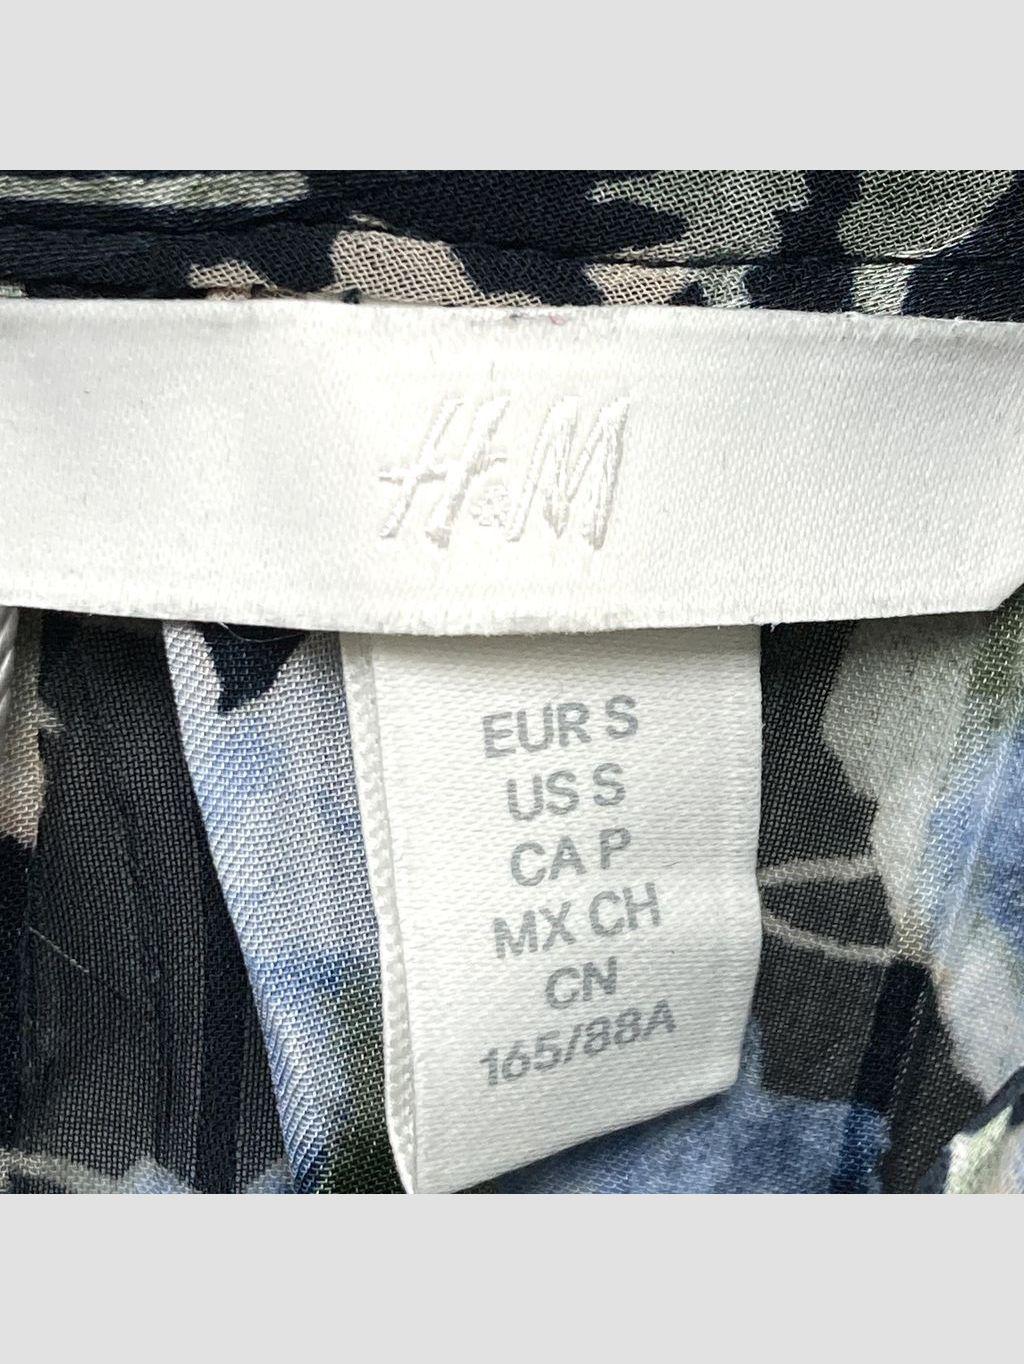 H&M
EUR S
US S
CA P
MX CH
CN
165/88A